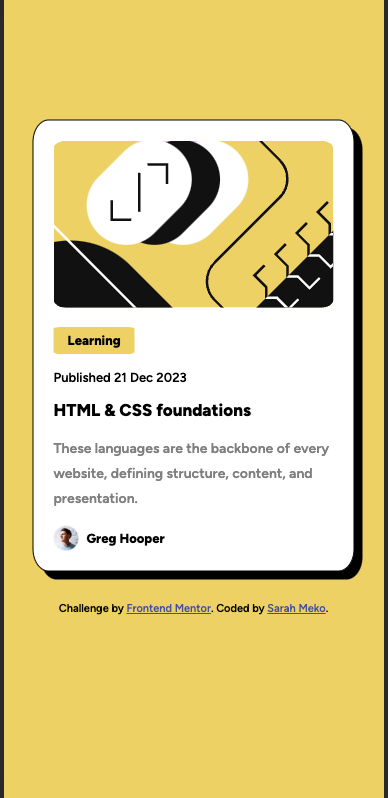 Learning
Published 21 Dec 2023
HTML & CSS foundations
These languages are the backbone of every
website, defining structure, content, and
presentation.
Greg Hooper
Challenge by Frontend Mentor. Coded by Sarah Meko.